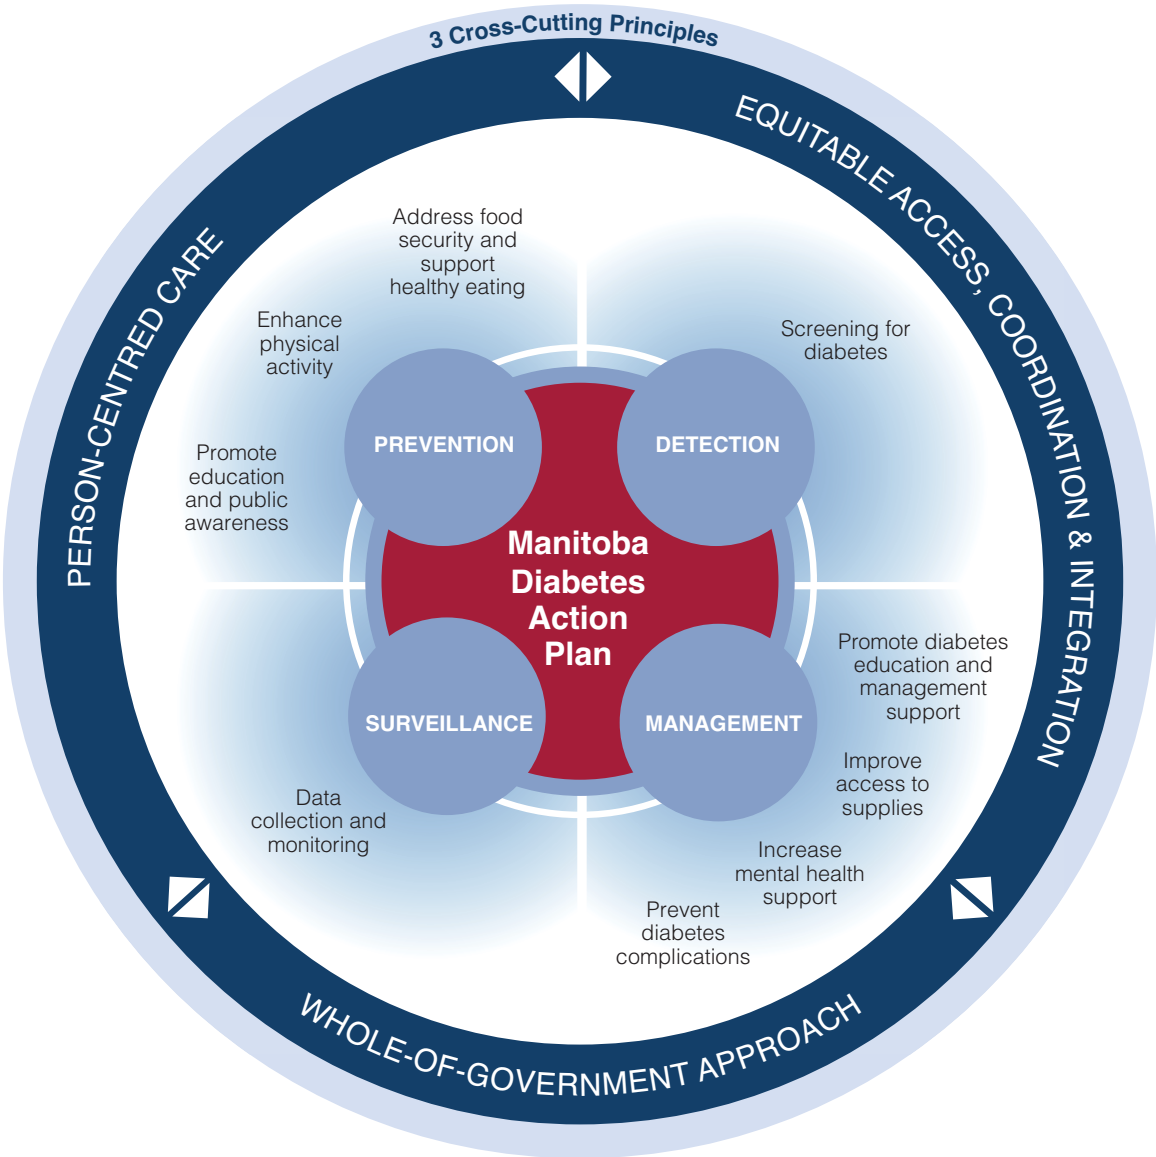 3 Cross-Cutting Principles
PERSON-CENTRED CARE
EQUITABLE ACCESS, COORDINATION & INTEGRATION
WHOLE-OF-GOVERNMENT APPROACH
Address food
security and
support
healthy eating
Enhance
physical
activity
Promote
education
and public
awareness
PREVENTION
Screening for
diabetes
DETECTION
Manitoba
Diabetes
Action
Plan
SURVEILLANCE
Data
collection and
monitoring
MANAGEMENT
Promote diabetes
education and
management
support
Improve
access to
supplies
Increase
mental health
support
Prevent
diabetes
complications